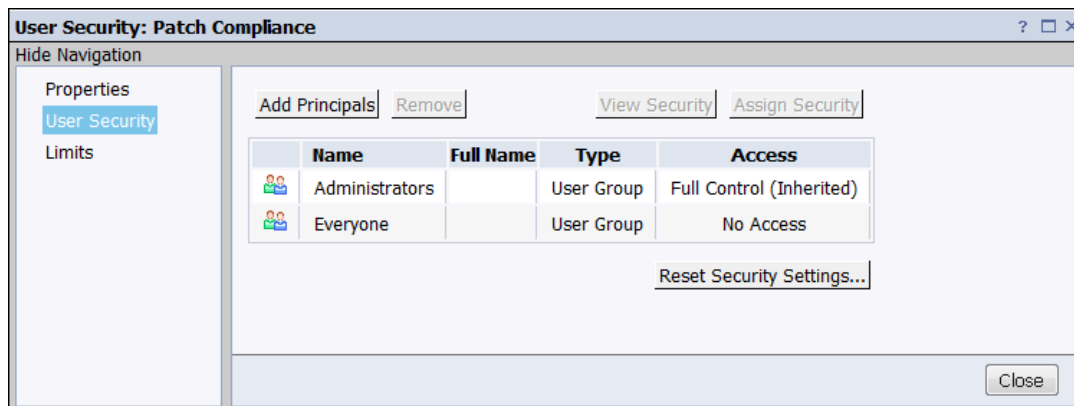 User Security: Patch Compliance ?
Hide Navigation
Properties
User Security
Limits
Add Principals Remove View Security Assign Security
Name Full Name Type Access
Administrators User Group Full Control (Inherited)
Everyone User Group No Access
Reset Security Settings...
Close